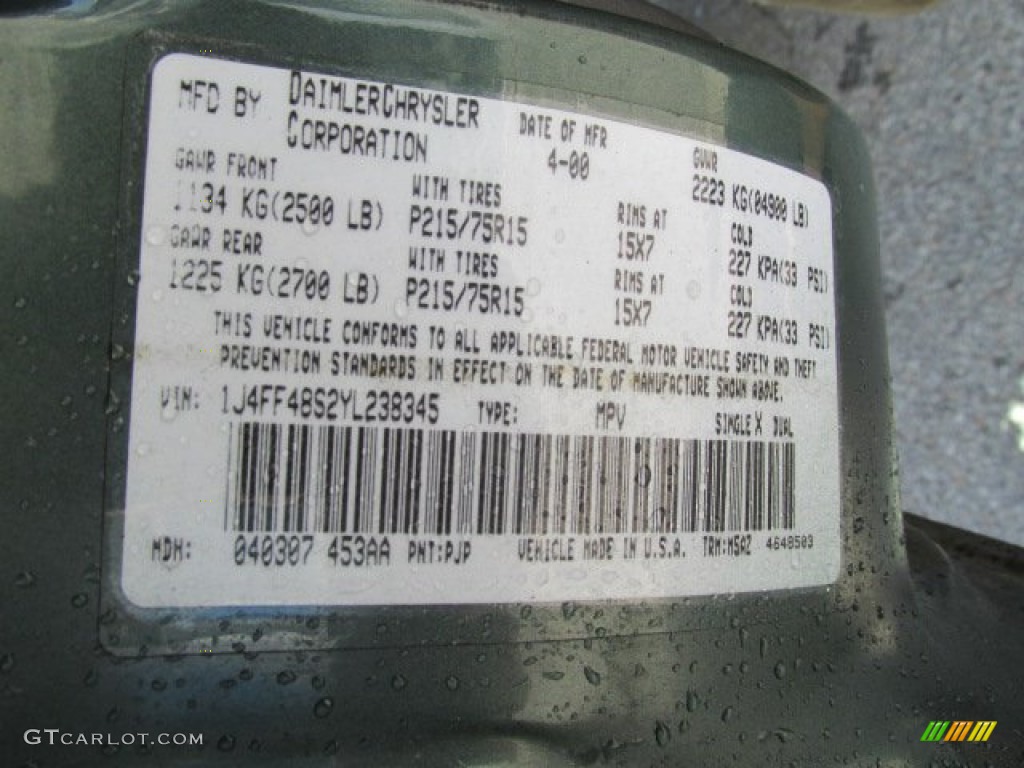 MFD BY DAIMLERCHRYSLER CORPORATION DATE OF MFR 4-00 GVWR 2223 KG(04900 LB)
GAWR FRONT WITH TIRES RIMS AT COLD
1134 KG(2500 LB) P215/75R15 15X7 227 KPA(33 PSI)
GAWR REAR WITH TIRES RIMS AT COLD
1225 KG(2700 LB) P215/75R15 15X7 227 KPA(33 PSI)
THIS VEHICLE CONFORMS TO ALL APPLICABLE FEDERAL MOTOR VEHICLE SAFETY AND THEFT
PREVENTION STANDARDS IN EFFECT ON THE DATE OF MANUFACTURE SHOWN ABOVE.
VIN: 1J4FF48S2YL238345 TYPE: MPV SINGLE X DUAL
MDH: 040307 453AA PNT:PJP VEHICLE MADE IN U.S.A. TRM:M5AZ 4648503
GTCARLOT.COM